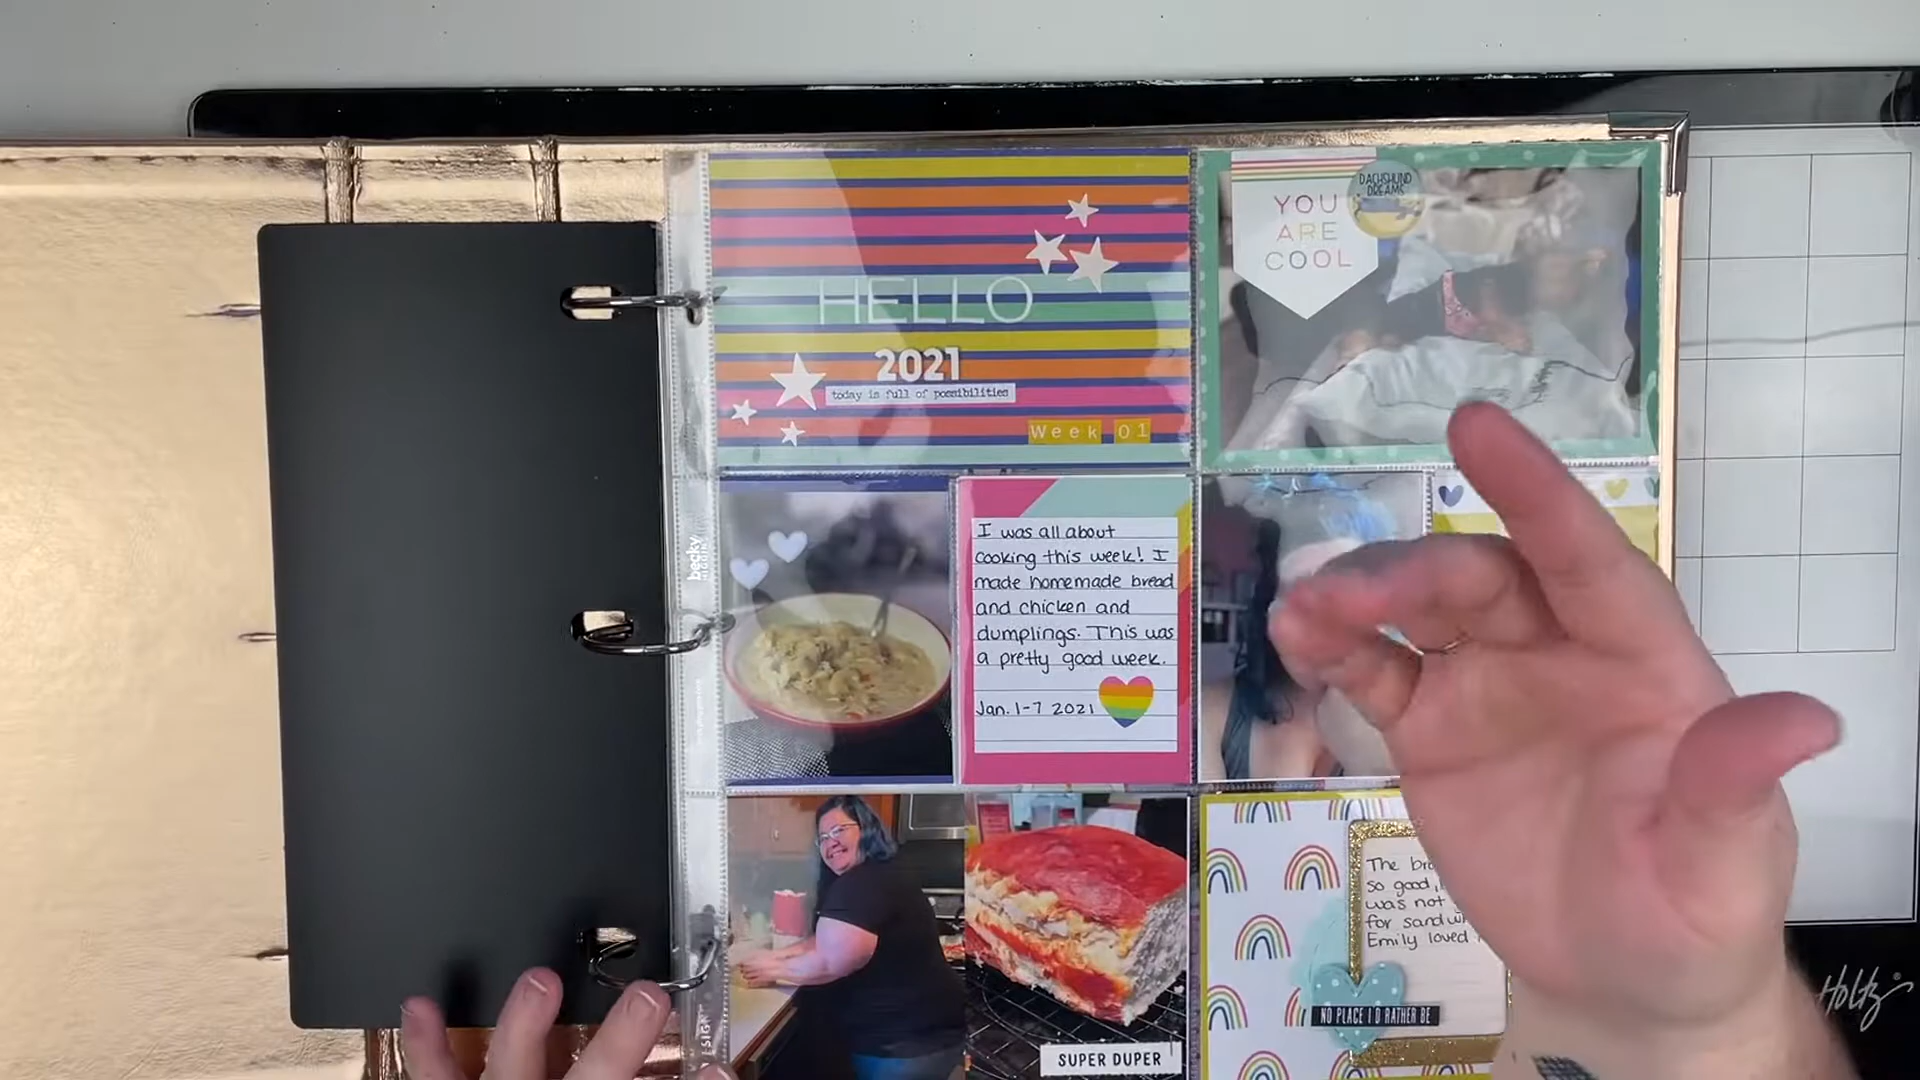 HELLO
2021
today is full of possibilities
Week 01
YOU
ARE
COOL
DACHSHUND
DREAMS
becky
I was all about
cooking this week! I
made homemade bread
and chicken and
dumplings. This was
a pretty good week.
Jan. 1-7 2021
SUPER DUPER
The
so good,
was not
for
Emily loved
NO PLACE I'D RATHER BE
Holtz